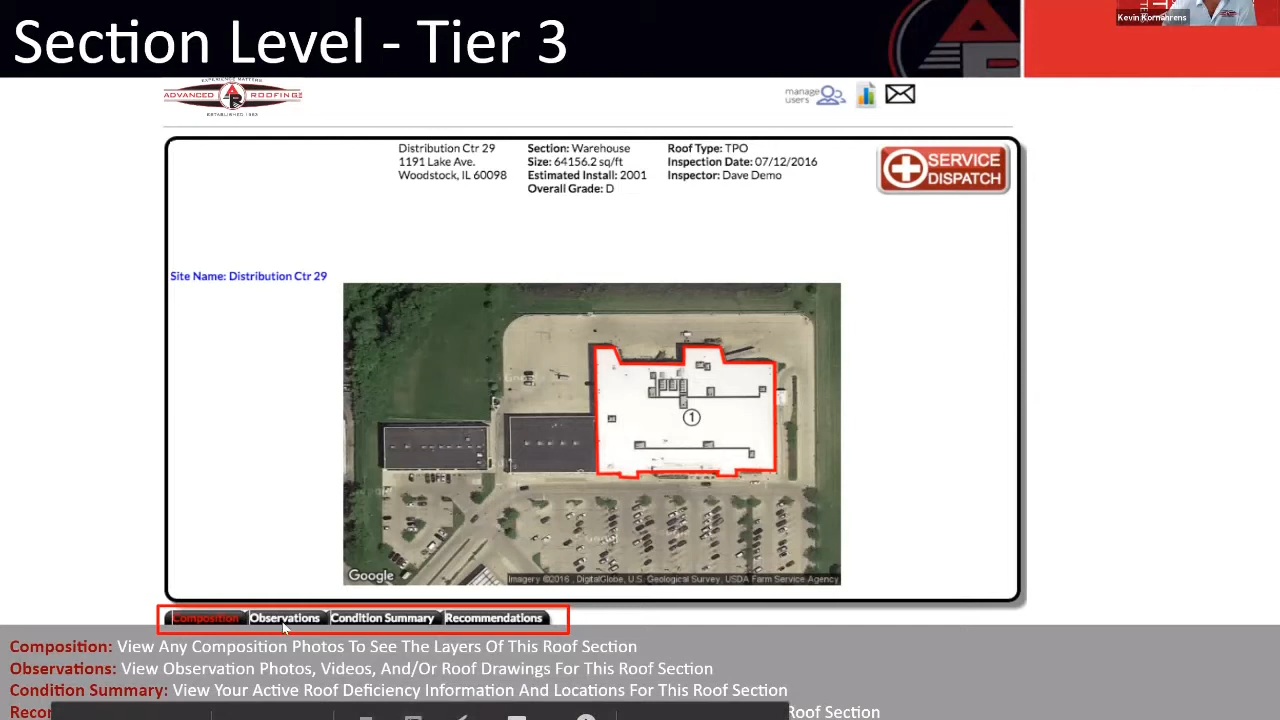 Section Level - Tier 3
Kevin Kornahrens
EXPERIENCE MATTERS
ADVANCED ROOFING INC
ESTABLISHED 1983
manage
users
Distribution Ctr 29
1191 Lake Ave.
Woodstock, IL 60098
Section: Warehouse
Size: 64156.2 sq/ft
Estimated Install: 2001
Overall Grade: D
Roof Type: TPO
Inspection Date: 07/12/2016
Inspector: Dave Demo
SERVICE
DISPATCH
Site Name: Distribution Ctr 29
1
Google
Imagery ©2016 , DigitalGlobe, U.S. Geological Survey, USDA Farm Service Agency
Composition Observations Condition Summary Recommendations
Composition: View Any Composition Photos To See The Layers Of This Roof Section
Observations: View Observation Photos, Videos, And/Or Roof Drawings For This Roof Section
Condition Summary: View Your Active Roof Deficiency Information And Locations For This Roof Section
Roof Section